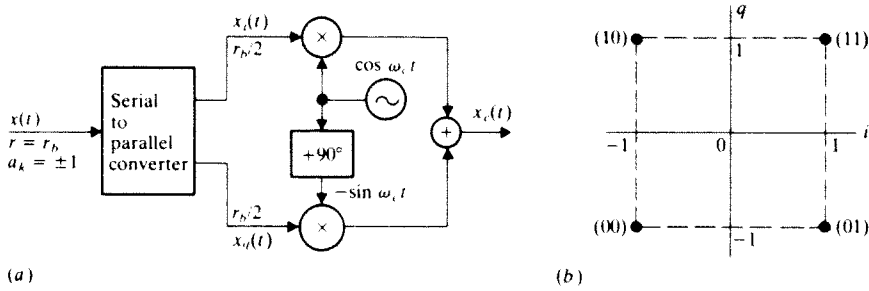 x_i(t)
r_b/2
cos ω_c t
x(t)
r = r_b
a_k = ±1
Serial
to
parallel
converter
+90°
−sin ω_c t
r_b/2
x_q(t)
×
×
+
x_c(t)
(a)
q
(10)
1
(11)
−1
0
1
i
(00)
−1
(01)
(b)